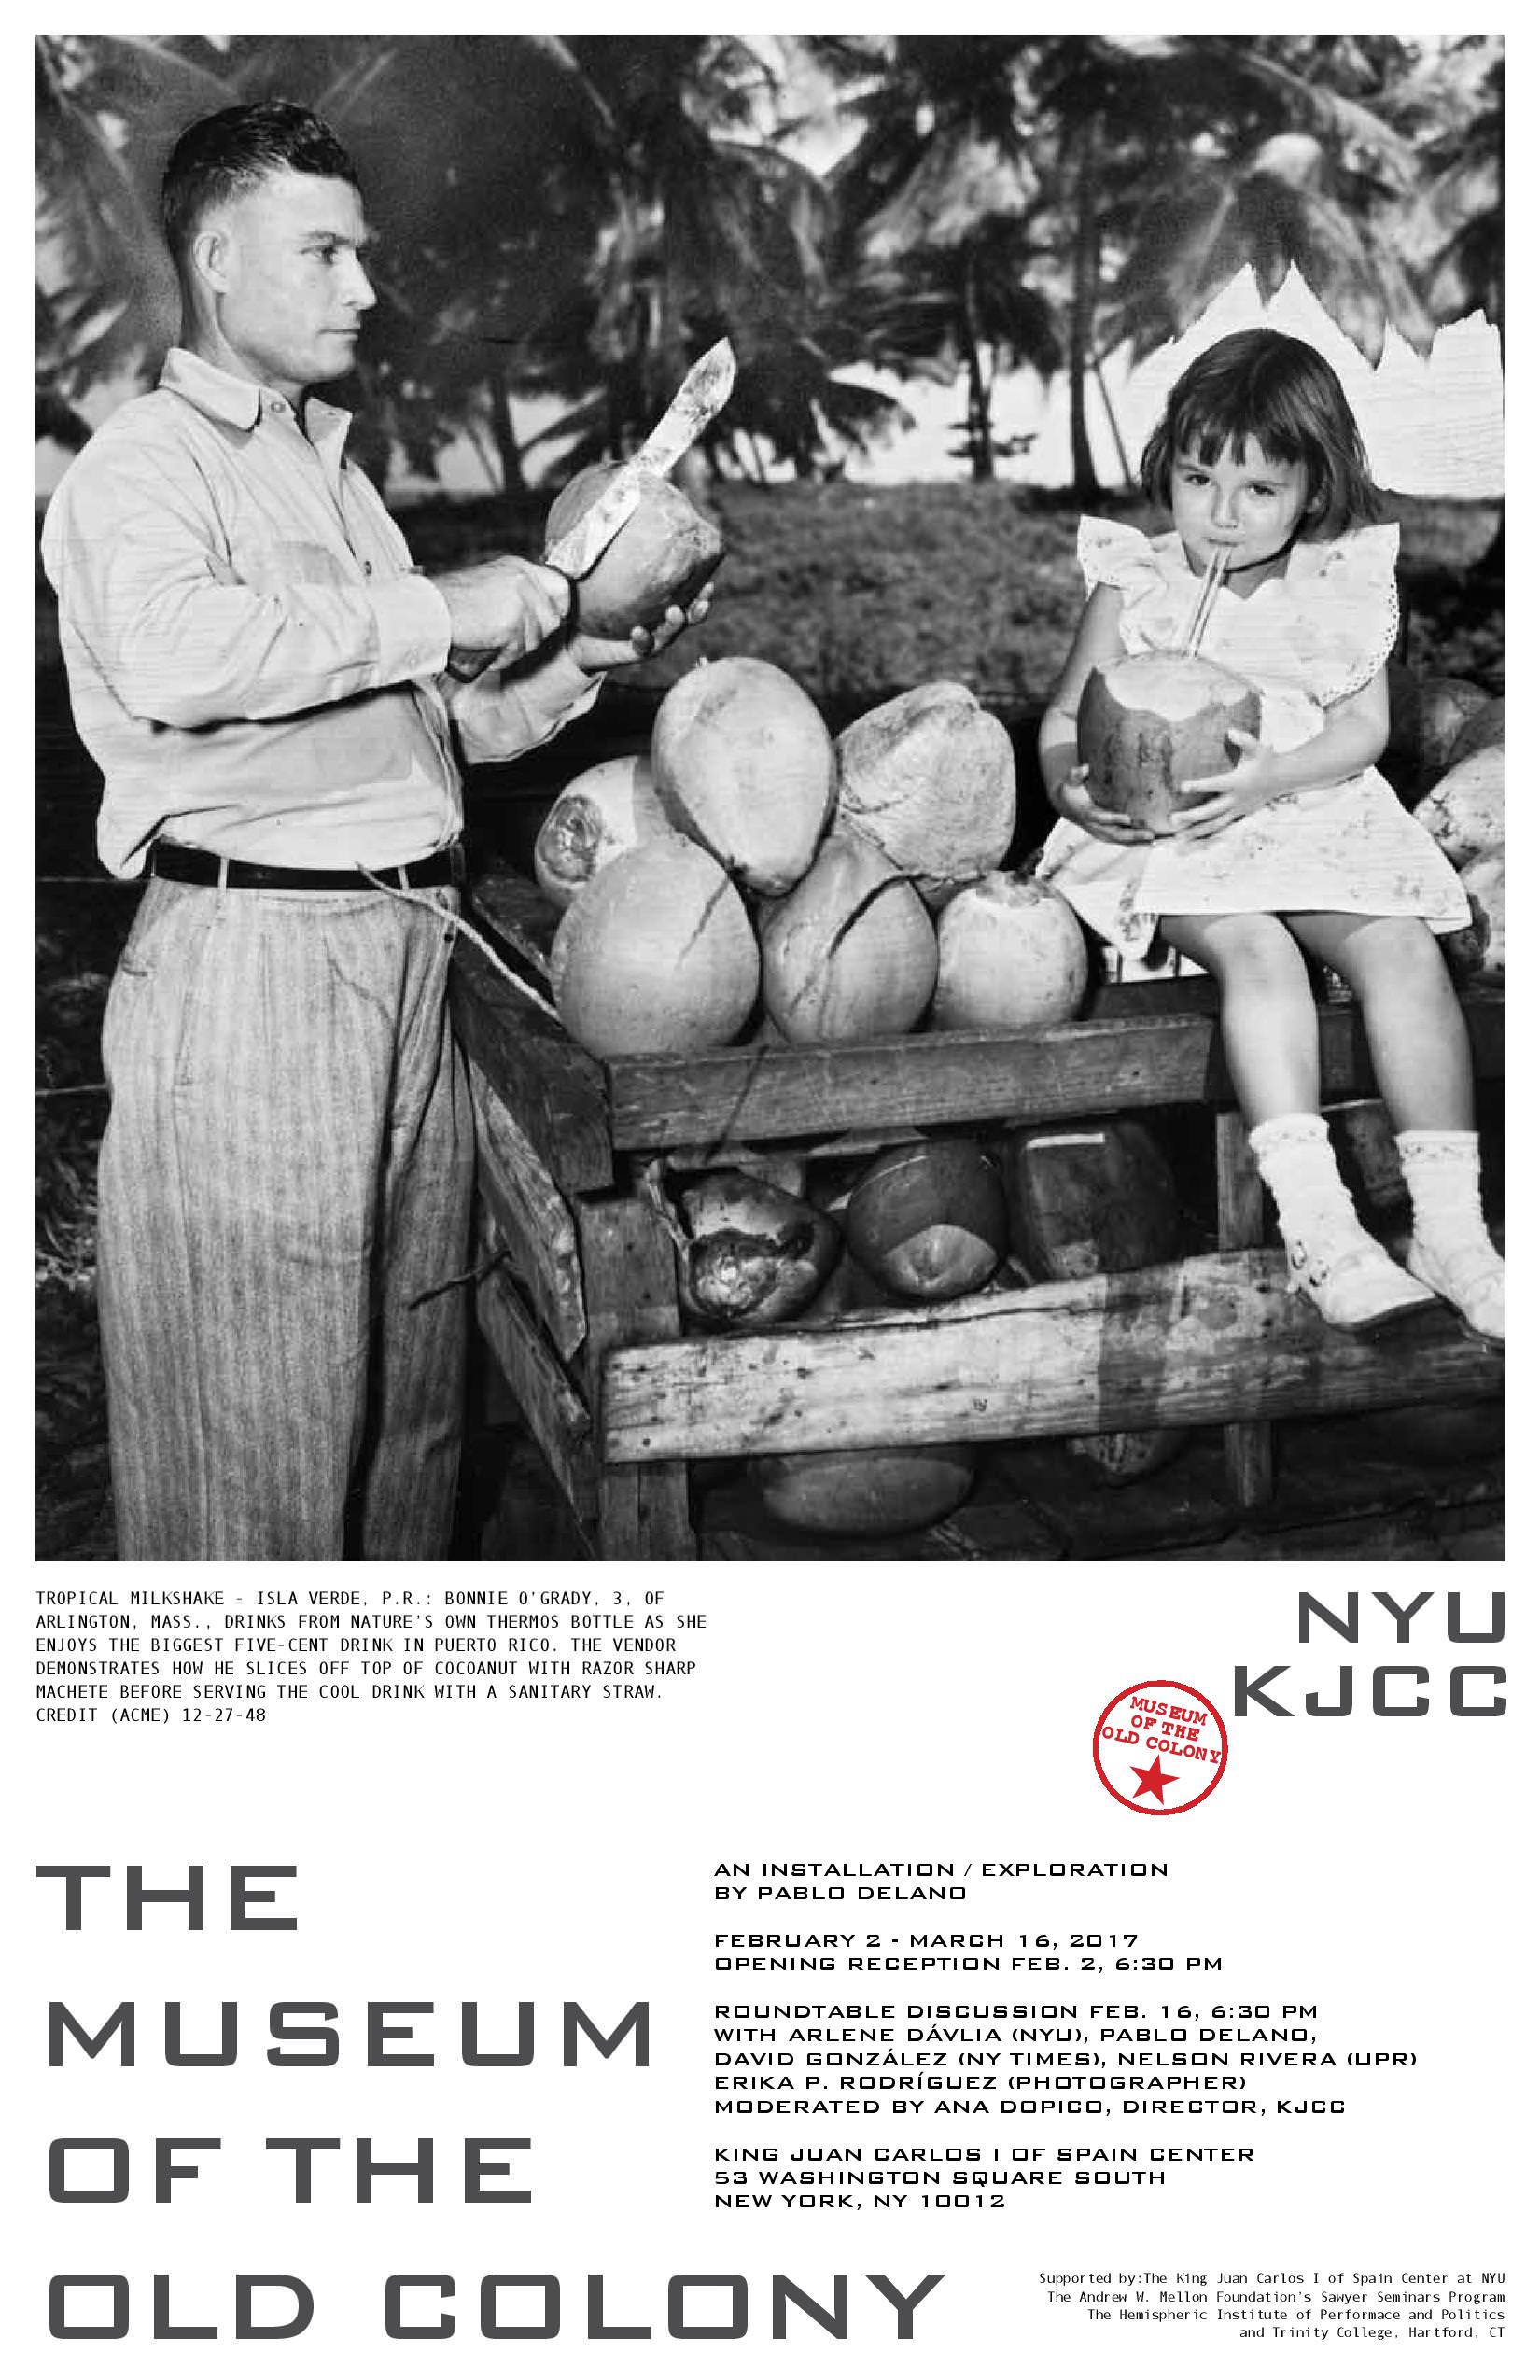 TROPICAL MILKSHAKE - ISLA VERDE, P.R.: BONNIE O'GRADY, 3, OF
ARLINGTON, MASS., DRINKS FROM NATURE'S OWN THERMOS BOTTLE AS SHE
ENJOYS THE BIGGEST FIVE-CENT DRINK IN PUERTO RICO. THE VENDOR
DEMONSTRATES HOW HE SLICES OFF TOP OF COCOANUT WITH RAZOR SHARP
MACHETE BEFORE SERVING THE COOL DRINK WITH A SANITARY STRAW.
CREDIT (ACME) 12-27-48
NYU
KJCC
MUSEUM
OF THE
OLD COLONY
THE
MUSEUM
OF THE
OLD COLONY
AN INSTALLATION / EXPLORATION
BY PABLO DELANO
FEBRUARY 2 - MARCH 16, 2017
OPENING RECEPTION FEB. 2, 6:30 PM
ROUNDTABLE DISCUSSION FEB. 16, 6:30 PM
WITH ARLENE DÁVLIA (NYU), PABLO DELANO,
DAVID GONZÁLEZ (NY TIMES), NELSON RIVERA (UPR)
ERIKA P. RODRÍGUEZ (PHOTOGRAPHER)
MODERATED BY ANA DOPICO, DIRECTOR, KJCC
KING JUAN CARLOS I OF SPAIN CENTER
53 WASHINGTON SQUARE SOUTH
NEW YORK, NY 10012
Supported by:The King Juan Carlos I of Spain Center at NYU
The Andrew W. Mellon Foundation's Sawyer Seminars Program
The Hemispheric Institute of Performace and Politics
and Trinity College, Hartford, CT